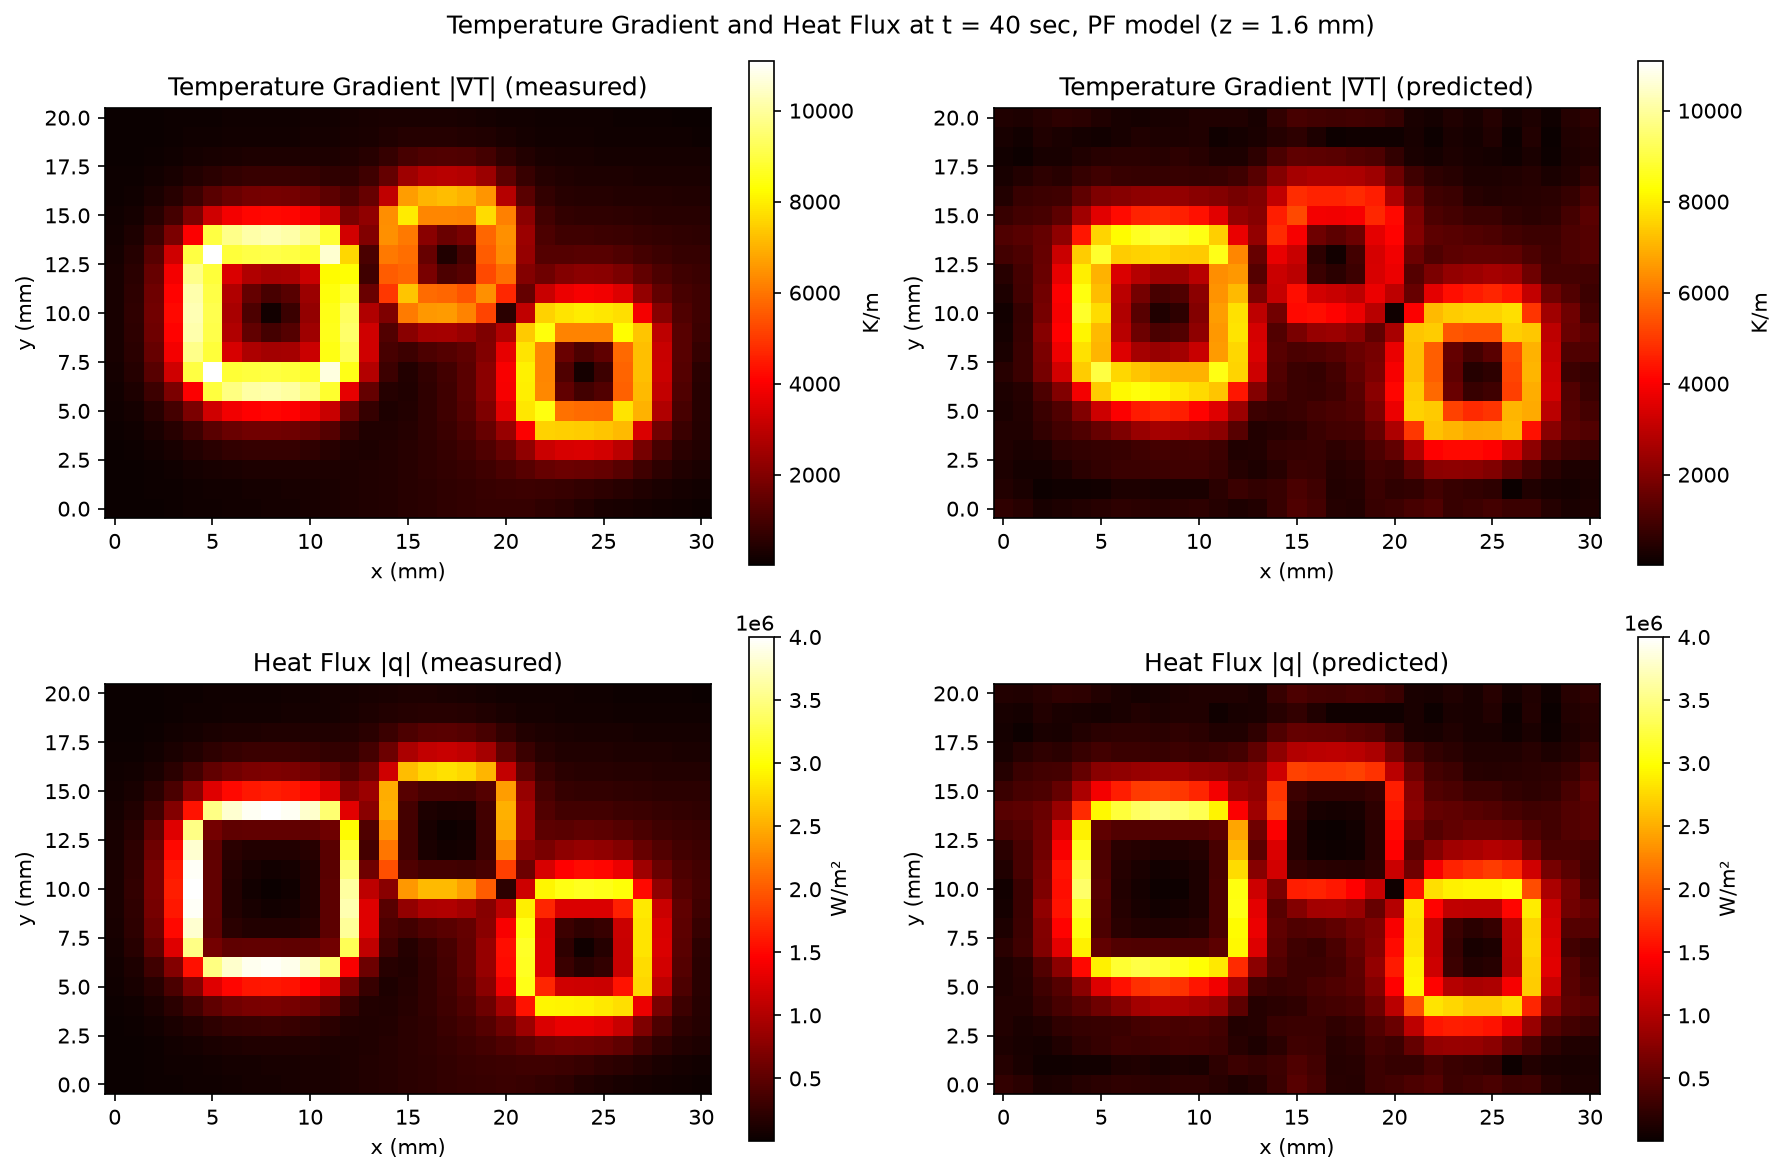 Temperature Gradient and Heat Flux at t = 40 sec, PF model (z = 1.6 mm)
Temperature Gradient |∇T| (measured)
20.0
17.5
15.0
12.5
10.0
7.5
5.0
2.5
0.0
y (mm)
0 5 10 15 20 25 30
x (mm)
10000
8000
6000
4000
2000
K/m
Temperature Gradient |∇T| (predicted)
20.0
17.5
15.0
12.5
10.0
7.5
5.0
2.5
0.0
y (mm)
0 5 10 15 20 25 30
x (mm)
10000
8000
6000
4000
2000
K/m
Heat Flux |q| (measured)
20.0
17.5
15.0
12.5
10.0
7.5
5.0
2.5
0.0
y (mm)
0 5 10 15 20 25 30
x (mm)
1e6
4.0
3.5
3.0
2.5
2.0
1.5
1.0
0.5
W/m²
Heat Flux |q| (predicted)
20.0
17.5
15.0
12.5
10.0
7.5
5.0
2.5
0.0
y (mm)
0 5 10 15 20 25 30
x (mm)
1e6
4.0
3.5
3.0
2.5
2.0
1.5
1.0
0.5
W/m²